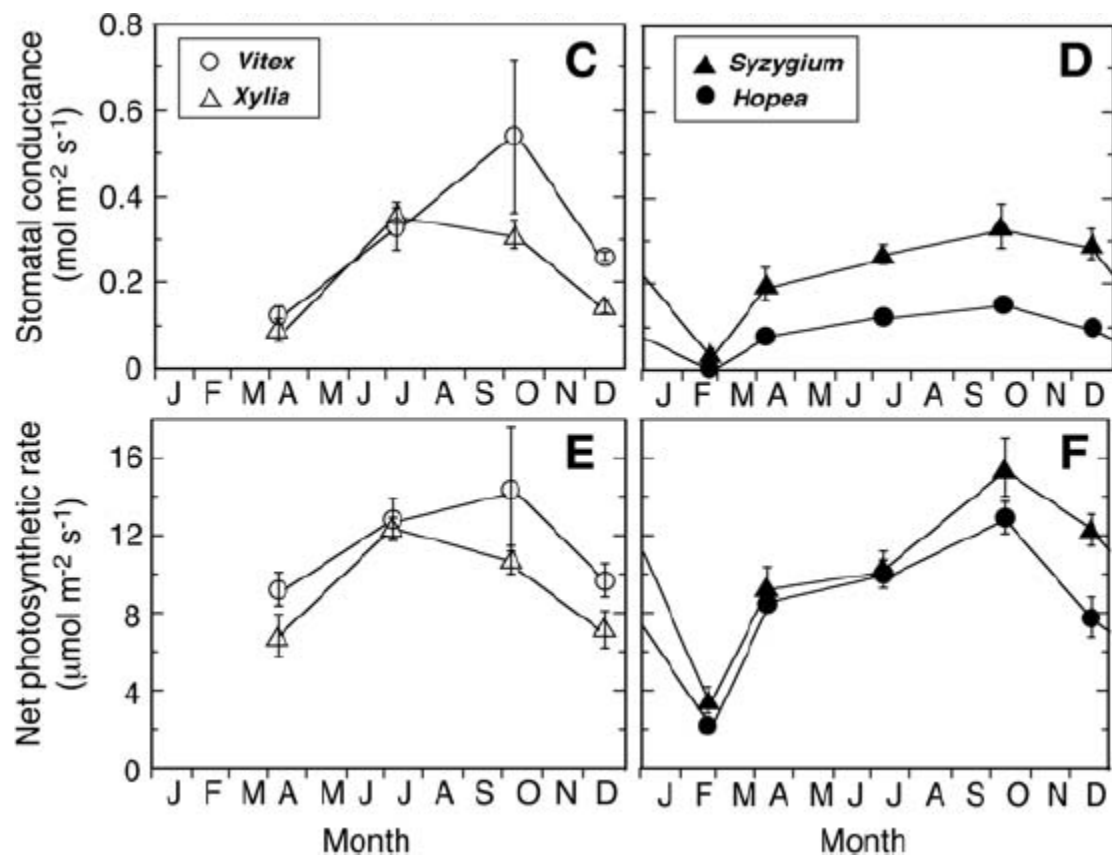 0.8
0.6
0.4
0.2
0
Stomatal conductance
(mol m-2 s-1)
Vitex
Xylia
C
J F M A M J J A S O N D
Syzygium
Hopea
D
J F M A M J J A S O N D
16
12
8
4
0
Net photosynthetic rate
(μmol m-2 s-1)
E
J F M A M J J A S O N D
Month
F
J F M A M J J A S O N D
Month